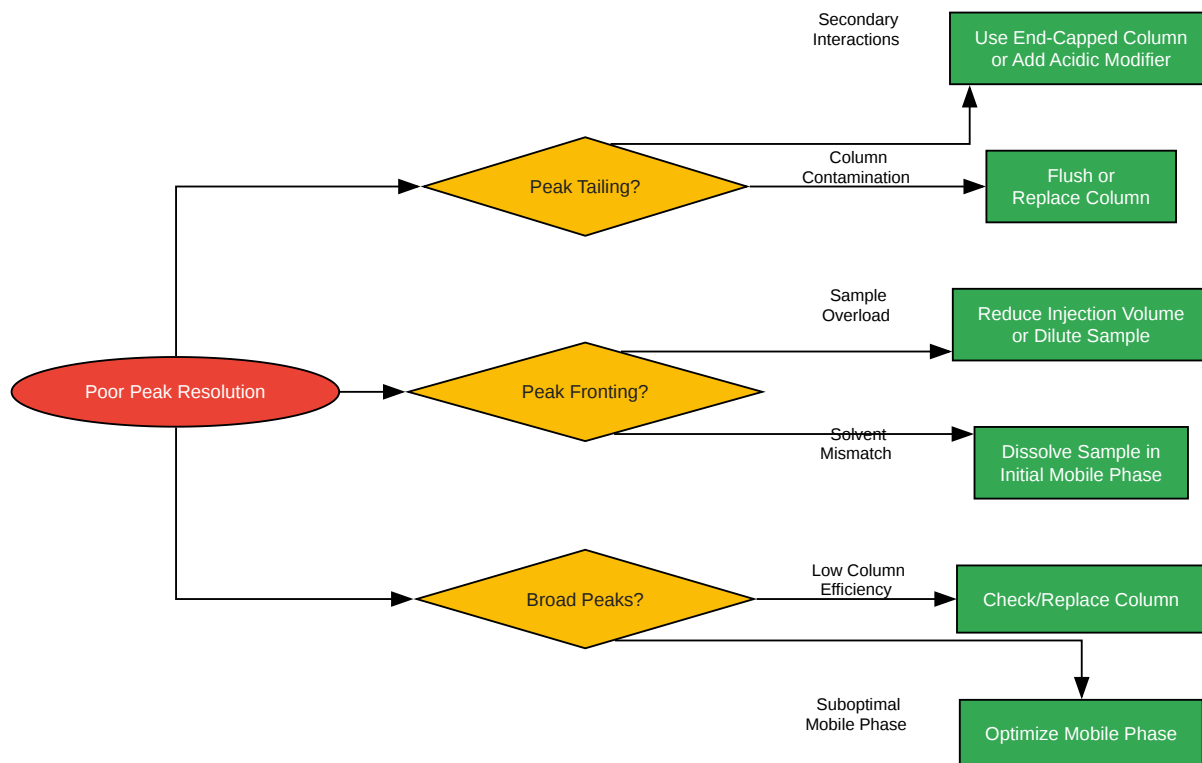 Secondary
Interactions
Use End-Capped Column
or Add Acidic Modifier
Peak Tailing?
Column
Contamination
Flush or
Replace Column
Sample
Overload
Reduce Injection Volume
or Dilute Sample
Poor Peak Resolution
Peak Fronting?
Solvent
Mismatch
Dissolve Sample in
Initial Mobile Phase
Low Column
Efficiency
Broad Peaks?
Check/Replace Column
Suboptimal
Mobile Phase
Optimize Mobile Phase